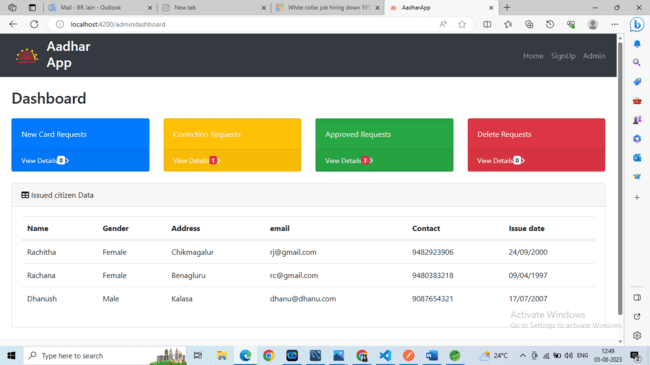 Mail - BR Jain - Outlook
New tab
White collar job hiring down 15%
AadharApp
localhost:4200/admindashboard
Aadhar App
Home SignUp Admin
Dashboard
New Card Requests
View Details 0
Correction Requests
View Details 1
Approved Requests
View Details 3
Delete Requests
View Details 0
Issued citizen Data
Name Gender Address email Contact Issue date
Rachitha Female Chikmagalur rj@gmail.com 9482923906 24/09/2000
Rachana Female Benagluru rc@gmail.com 9480383218 09/04/1997
Dhanush Male Kalasa dhanu@dhanu.com 9087654321 17/07/2007
Activate Windows
Go to Settings to activate Windows.
Type here to search
24°C
ENG
12:49
03-08-2023